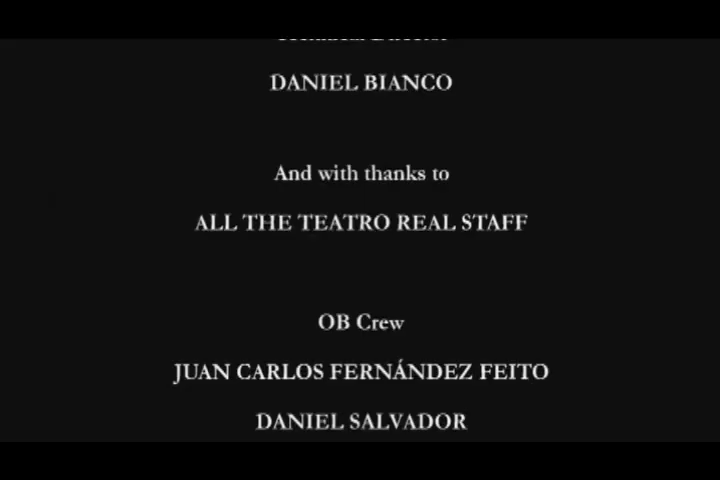 DANIEL BIANCO
And with thanks to
ALL THE TEATRO REAL STAFF
OB Crew
JUAN CARLOS FERNÁNDEZ FEITO
DANIEL SALVADOR